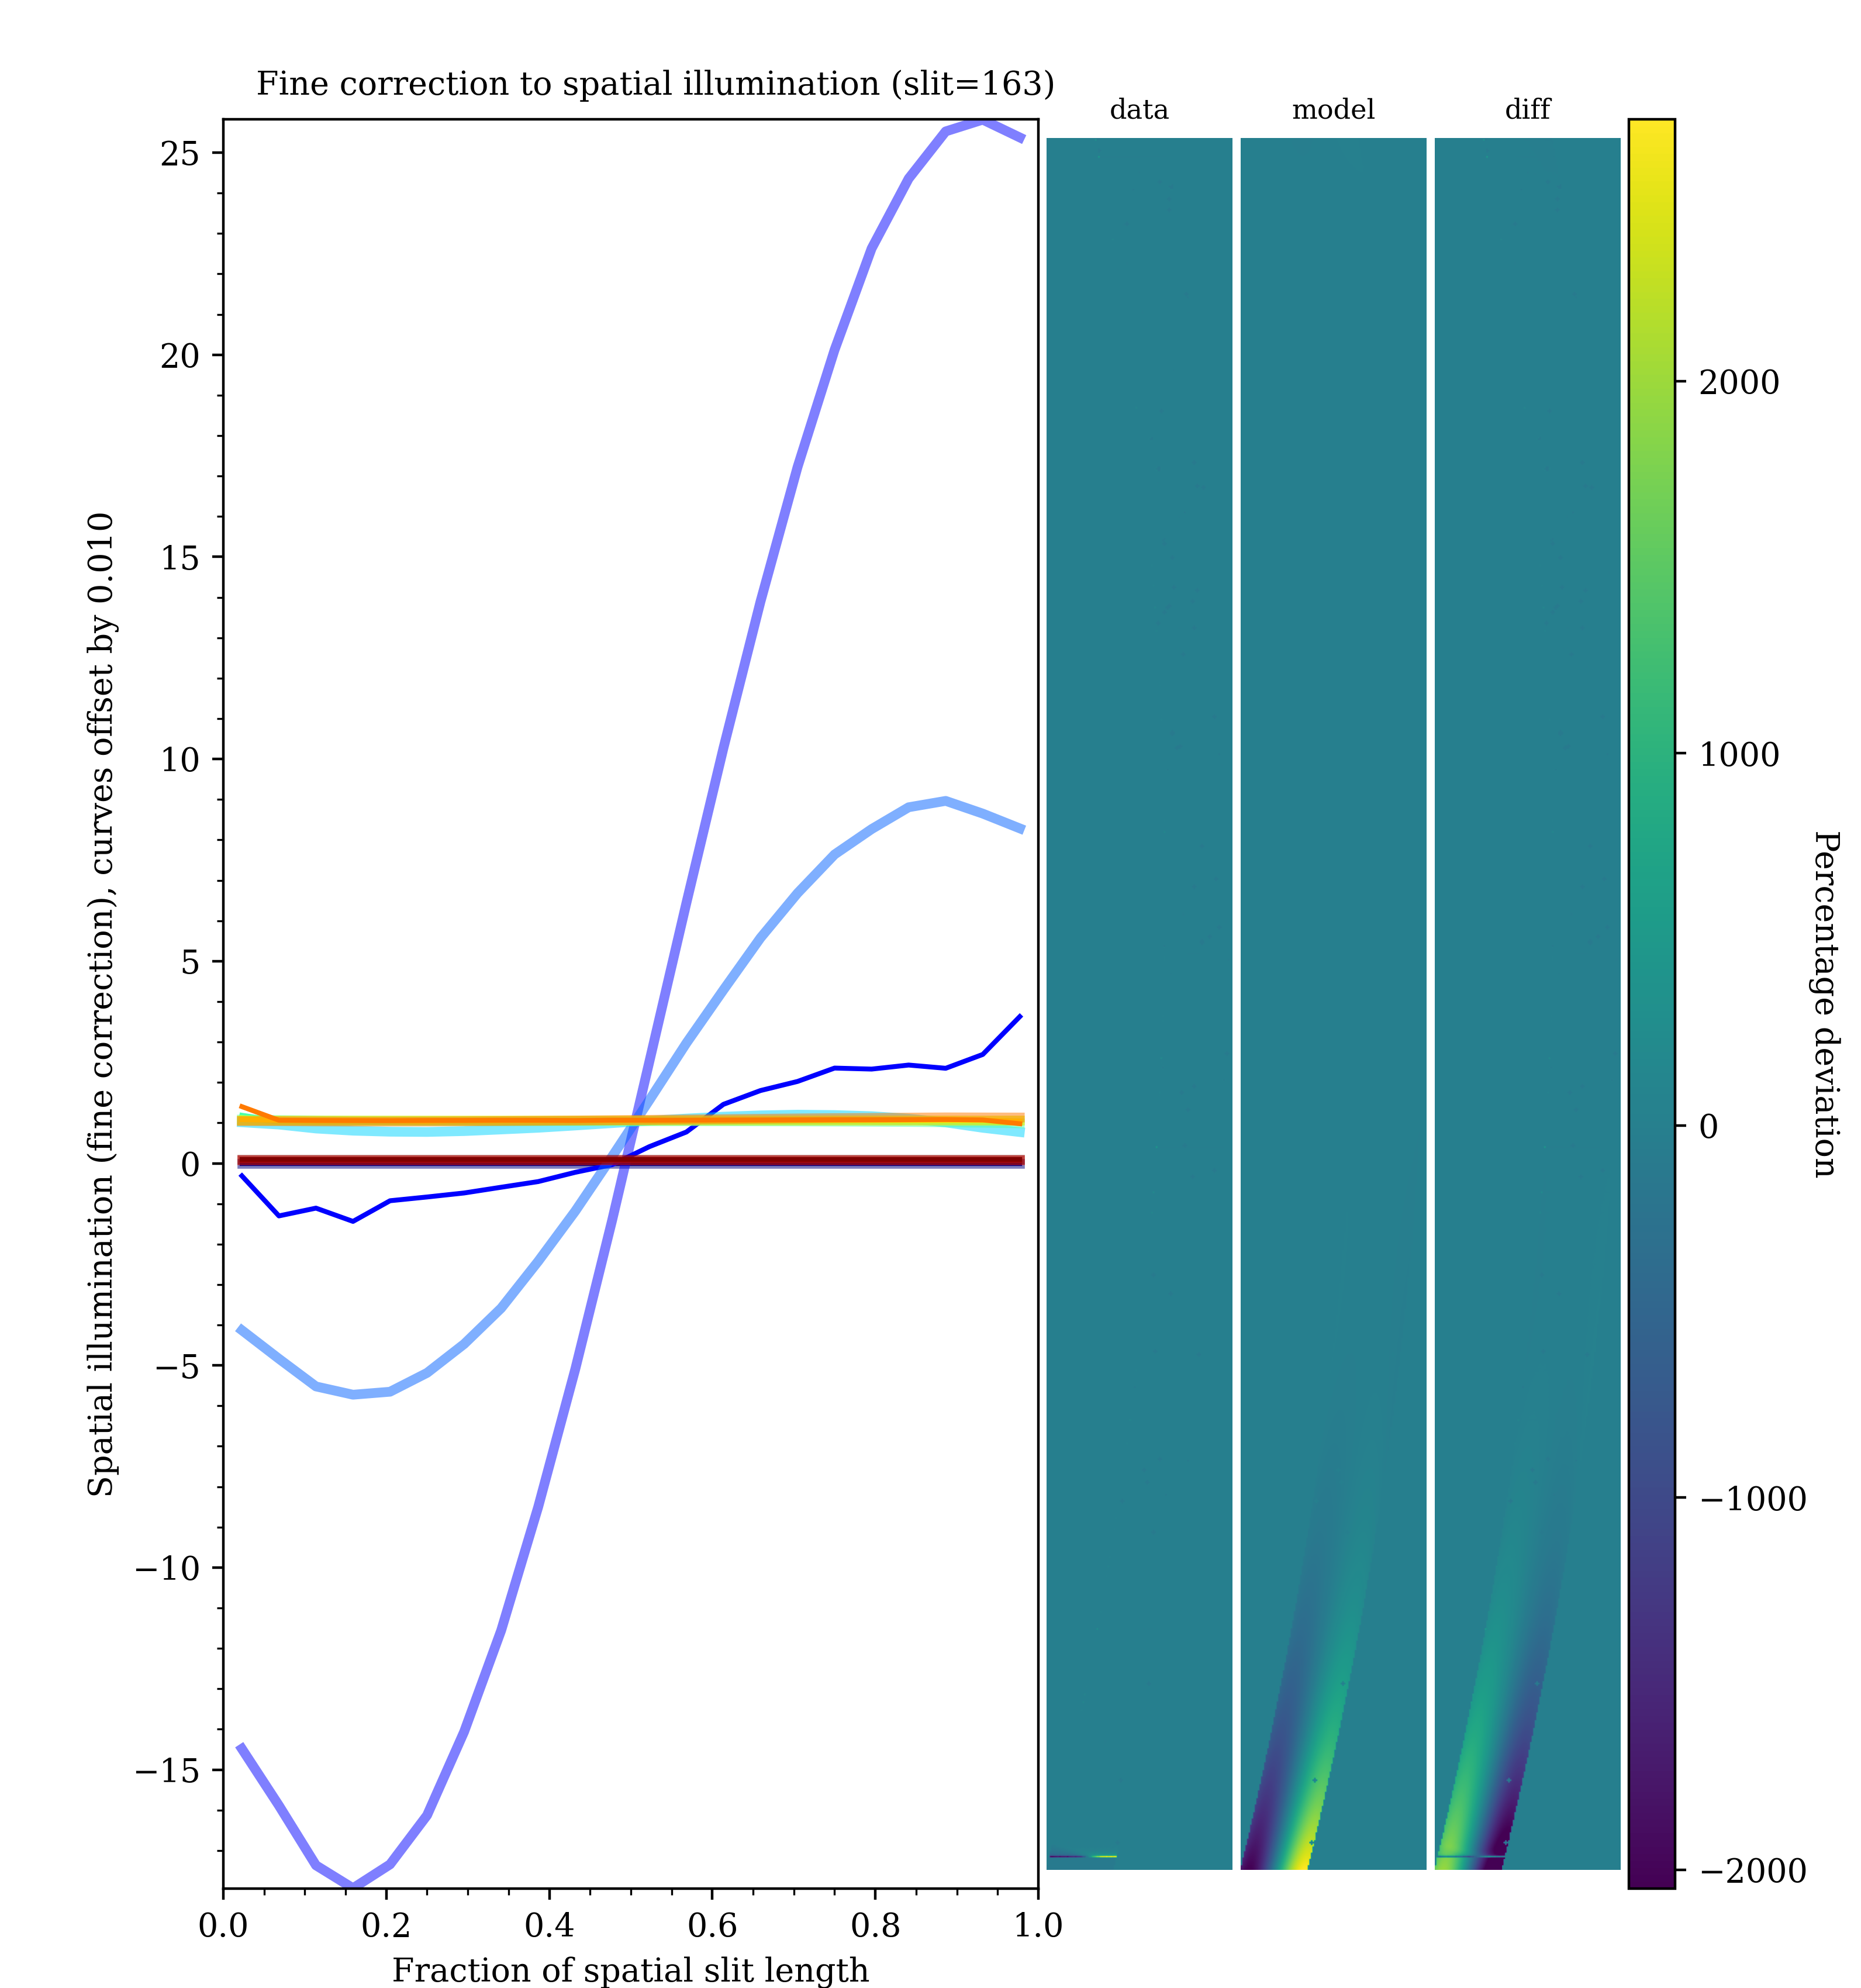 Fine correction to spatial illumination (slit=163)
data
model
diff
25
20
15
10
5
0
−5
−10
−15
Spatial illumination (fine correction), curves offset by 0.010
0.0
0.2
0.4
0.6
0.8
1.0
Fraction of spatial slit length
2000
1000
0
−1000
−2000
Percentage deviation